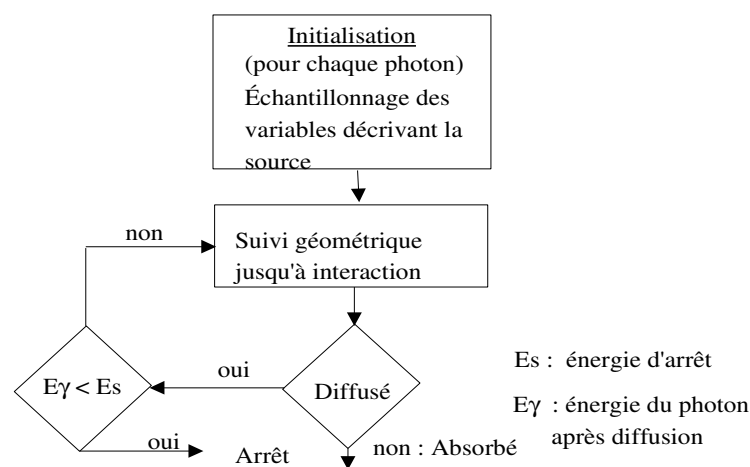 Initialisation
(pour chaque photon)
Échantillonnage des
variables décrivant la
source
non
Suivi géométrique
jusqu'à interaction
Eγ < Es
oui
Diffusé
Es : énergie d'arrêt
Eγ : énergie du photon
après diffusion
oui
Arrêt
non : Absorbé